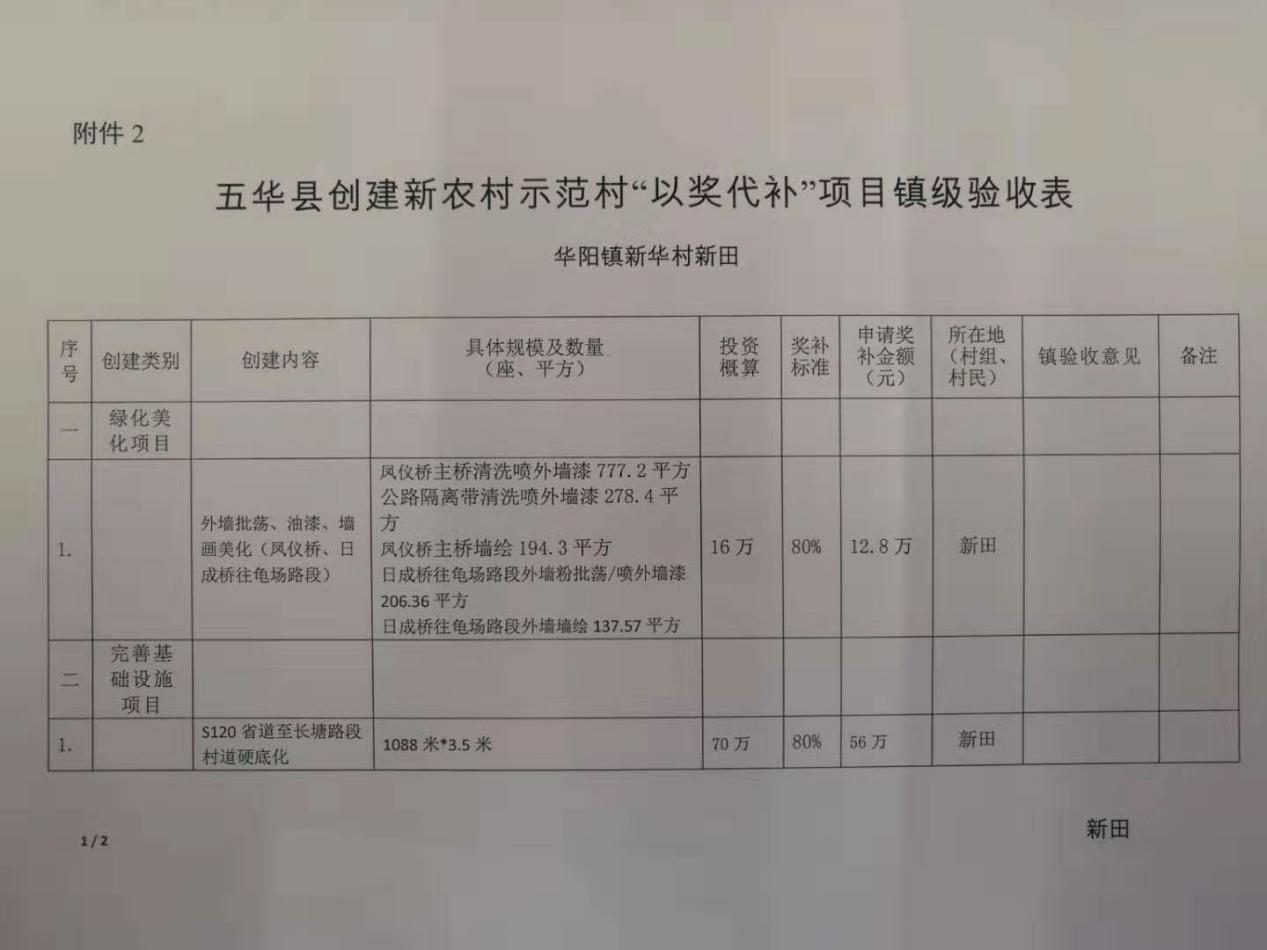 附件 2
五华县创建新农村示范村“以奖代补”项目镇级验收表
华阳镇新华村新田
序号 创建类别 创建内容 具体规模及数量（座、平方） 投资概算 奖补标准 申请奖补金额（元） 所在地（村组、村民） 镇验收意见 备注
一 绿化美化项目
1. 外墙批荡、油漆、墙画美化（凤仪桥、日成桥往龟场路段）
凤仪桥主桥清洗喷外墙漆 777.2 平方
公路隔离带清洗喷外墙漆 278.4 平方
凤仪桥主桥墙绘 194.3 平方
日成桥往龟场路段外墙粉批荡/喷外墙漆
206.36 平方
日成桥往龟场路段外墙墙绘 137.57 平方
16 万 80% 12.8 万 新田
二 完善基础设施项目
1. S120 省道至长塘路段村道硬底化 1088 米*3.5 米 70 万 80% 56 万 新田
新田
1 / 2